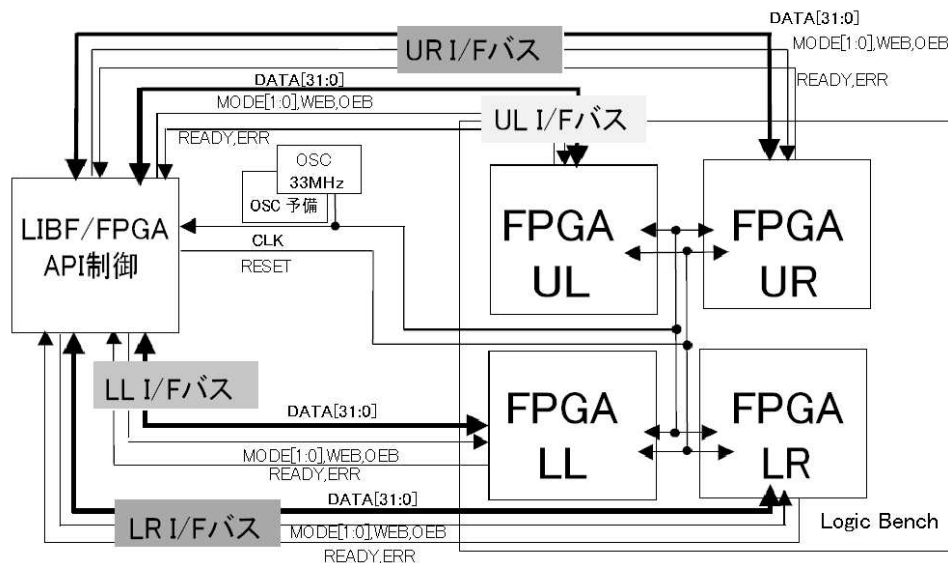 DATA[31:0]
UR I/Fバス
MODE[1:0],WEB,OEB
READY,ERR
DATA[31:0]
MODE[1:0],WEB,OEB
READY,ERR
UL I/Fバス
OSC
33MHz
OSC 予備
LIBF/FPGA
API制御
CLK
RESET
FPGA
UL
FPGA
UR
LL I/Fバス
DATA[31:0]
MODE[1:0],WEB,OEB
READY,ERR
FPGA
LL
FPGA
LR
DATA[31:0]
LR I/Fバス
MODE[1:0],WEB,OEB
READY,ERR
Logic Bench